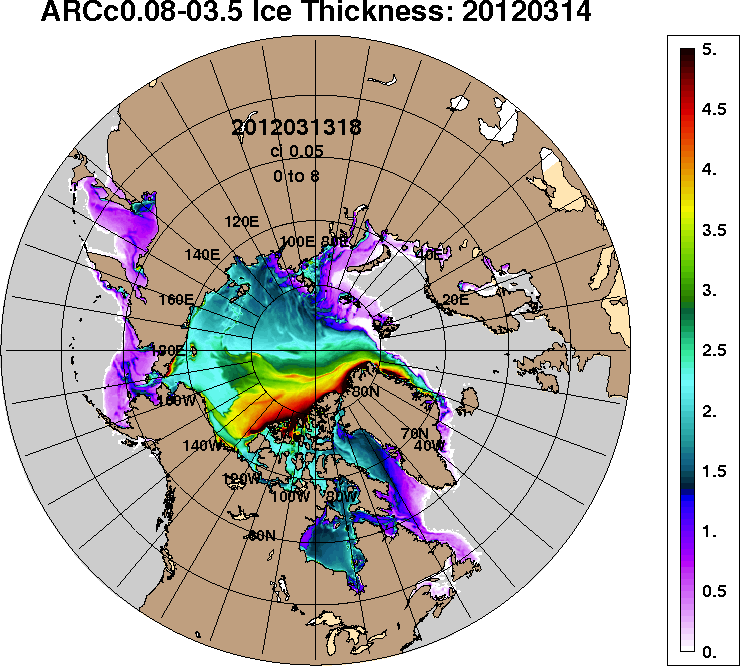 ARCc0.08-03.5 Ice Thickness: 20120314
2012031318
ci 0.05
0 to 8
120E
100E
80E
140E
40E
160E
20E
180E
160W
80N
140W
70N
40W
120W
100W
80W
60N
5.
4.5
4.
3.5
3.
2.5
2.
1.5
1.
0.5
0.